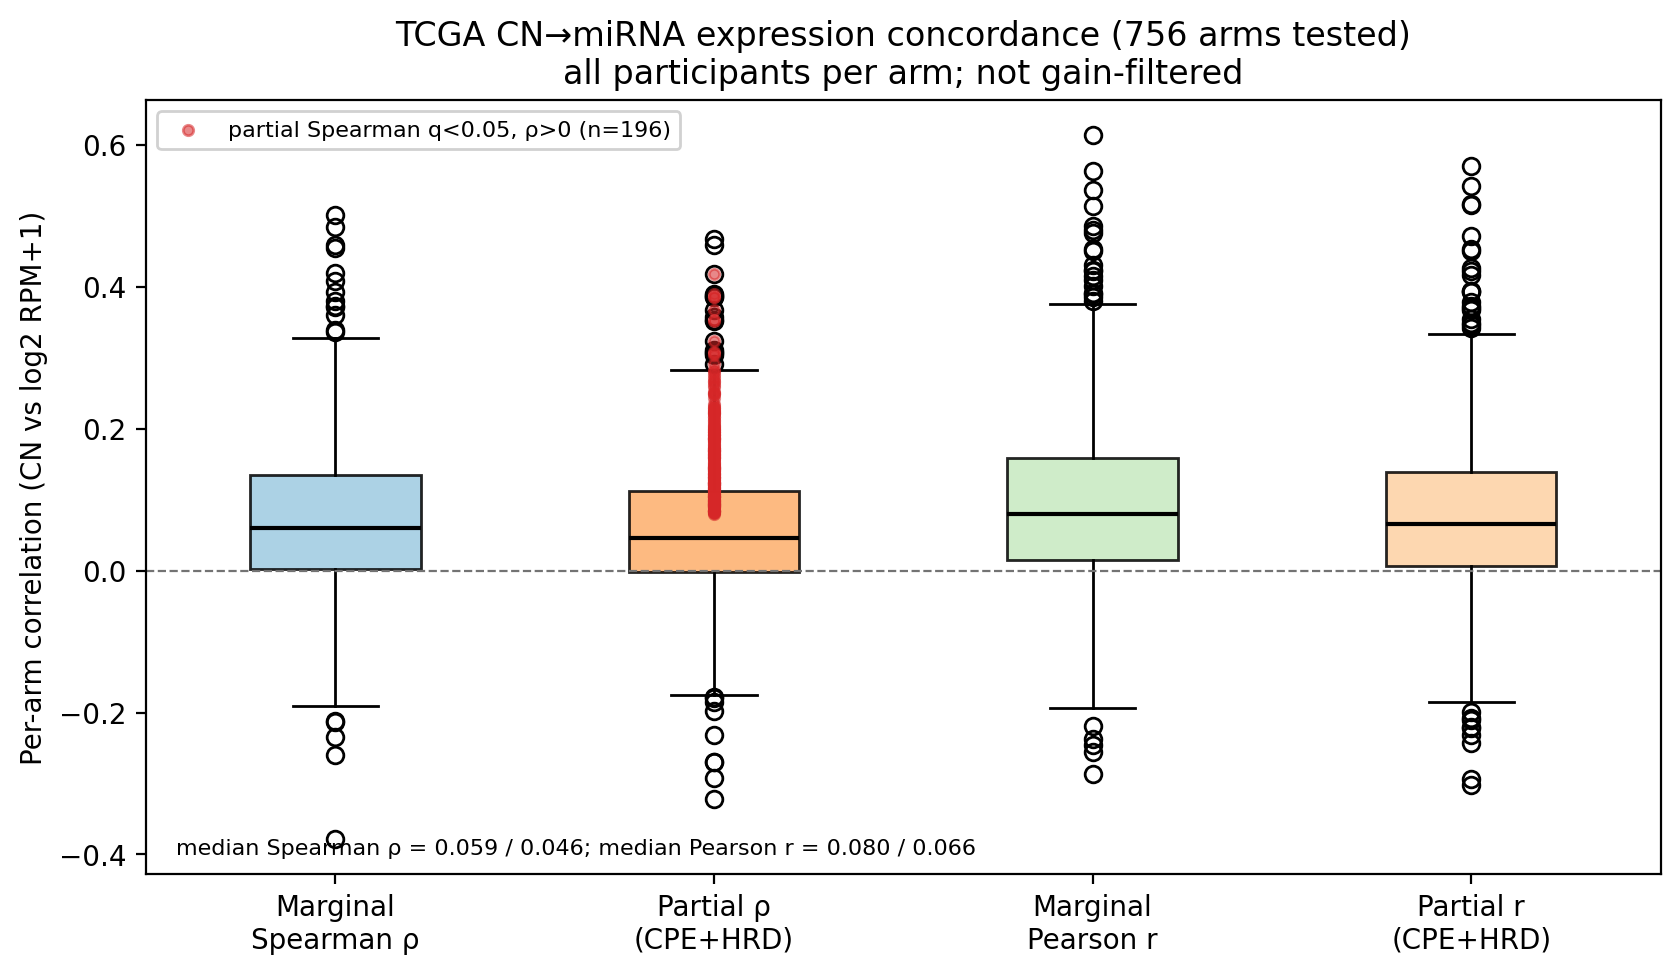 TCGA CN→miRNA expression concordance (756 arms tested)
all participants per arm; not gain-filtered
partial Spearman q<0.05, ρ>0 (n=196)
Per-arm correlation (CN vs log2 RPM+1)
0.6
0.4
0.2
0.0
−0.2
−0.4
median Spearman ρ = 0.059 / 0.046; median Pearson r = 0.080 / 0.066
Marginal
Spearman ρ
Partial ρ
(CPE+HRD)
Marginal
Pearson r
Partial r
(CPE+HRD)